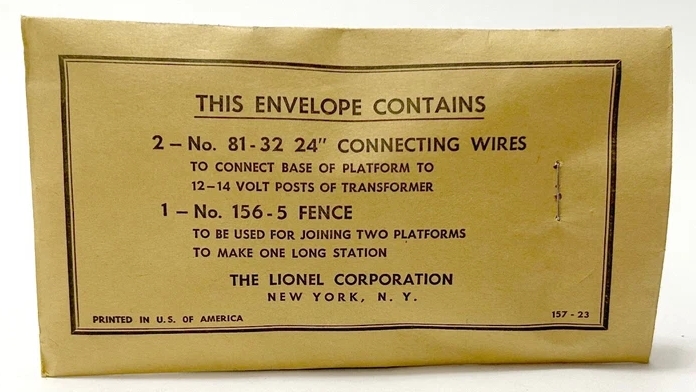 THIS ENVELOPE CONTAINS
2 – No. 81-32 24" CONNECTING WIRES
TO CONNECT BASE OF PLATFORM TO
12–14 VOLT POSTS OF TRANSFORMER
1 – No. 156-5 FENCE
TO BE USED FOR JOINING TWO PLATFORMS
TO MAKE ONE LONG STATION
THE LIONEL CORPORATION
NEW YORK, N. Y.
PRINTED IN U.S. OF AMERICA
157-23